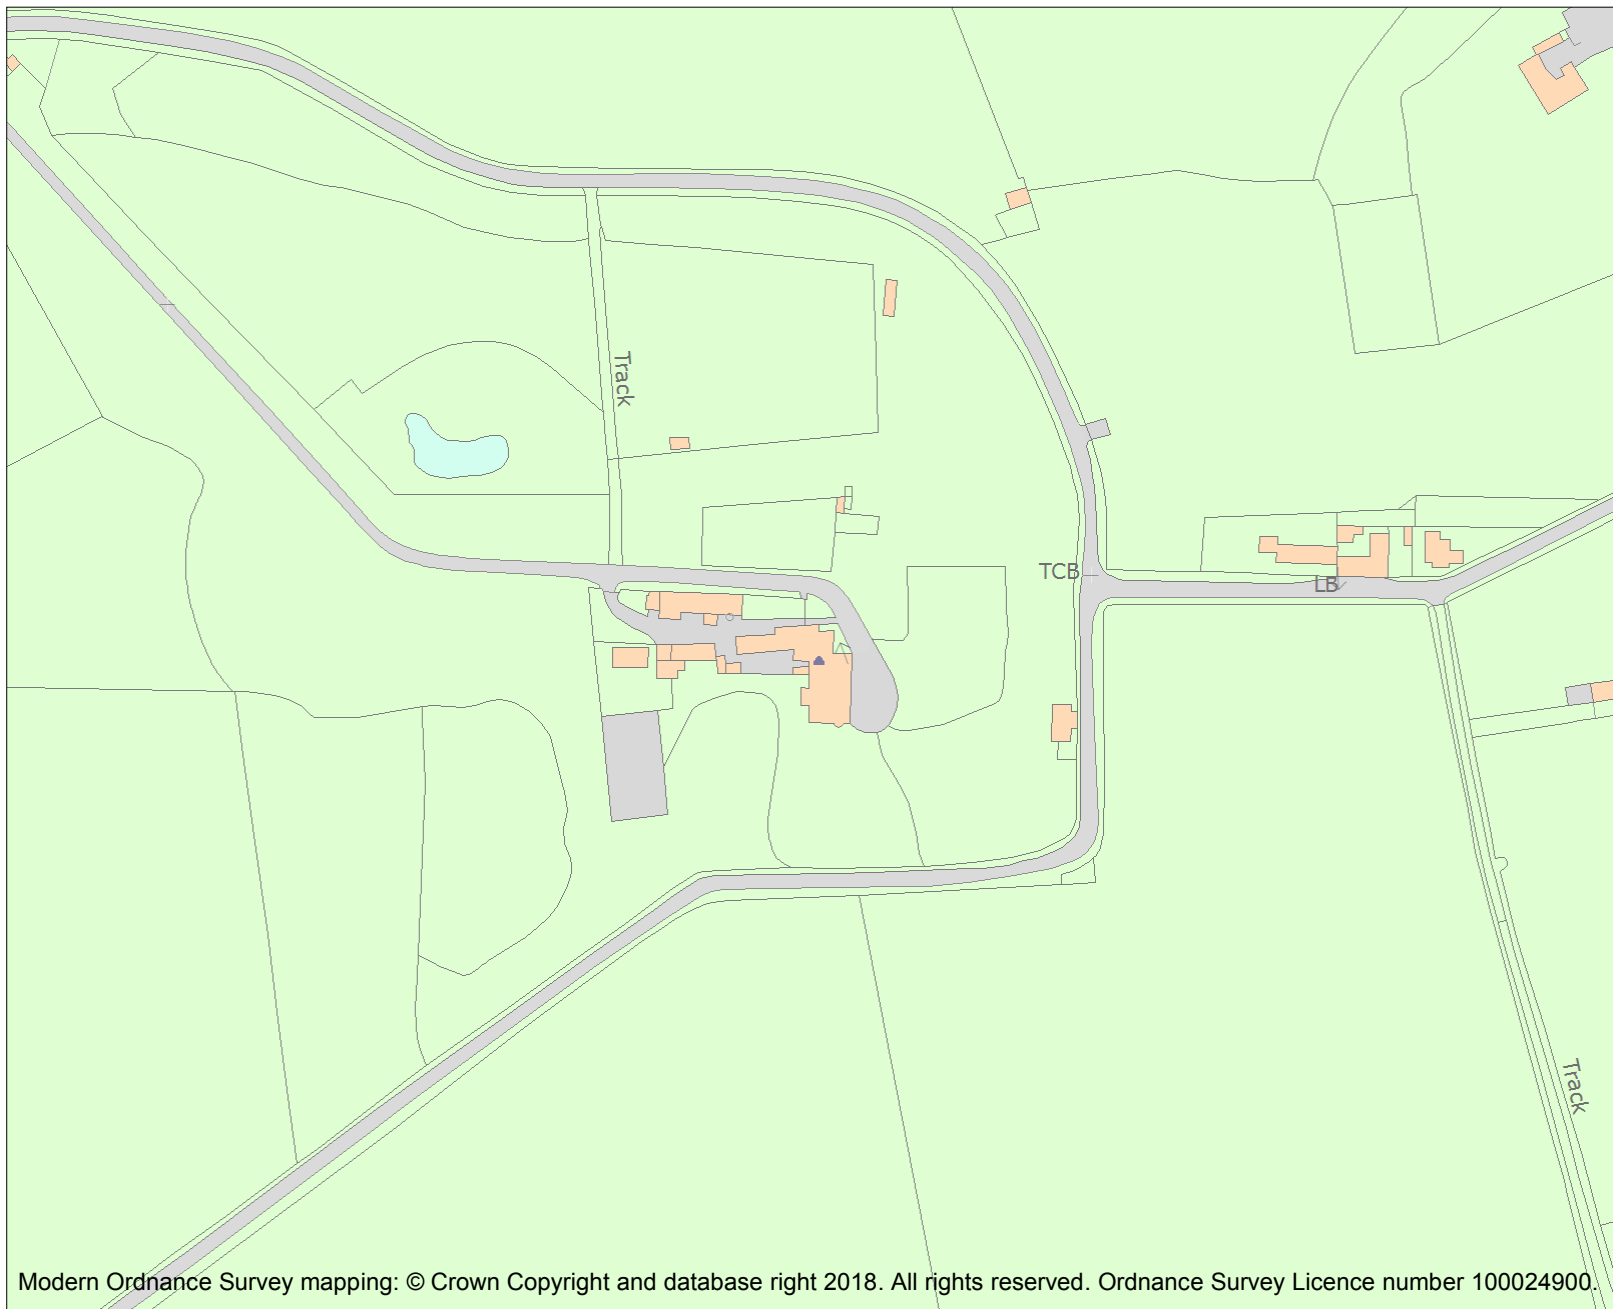 Track
TCB
LB
Track
Modern Ordnance Survey mapping: © Crown Copyright and database right 2018. All rights reserved. Ordnance Survey Licence number 100024900.